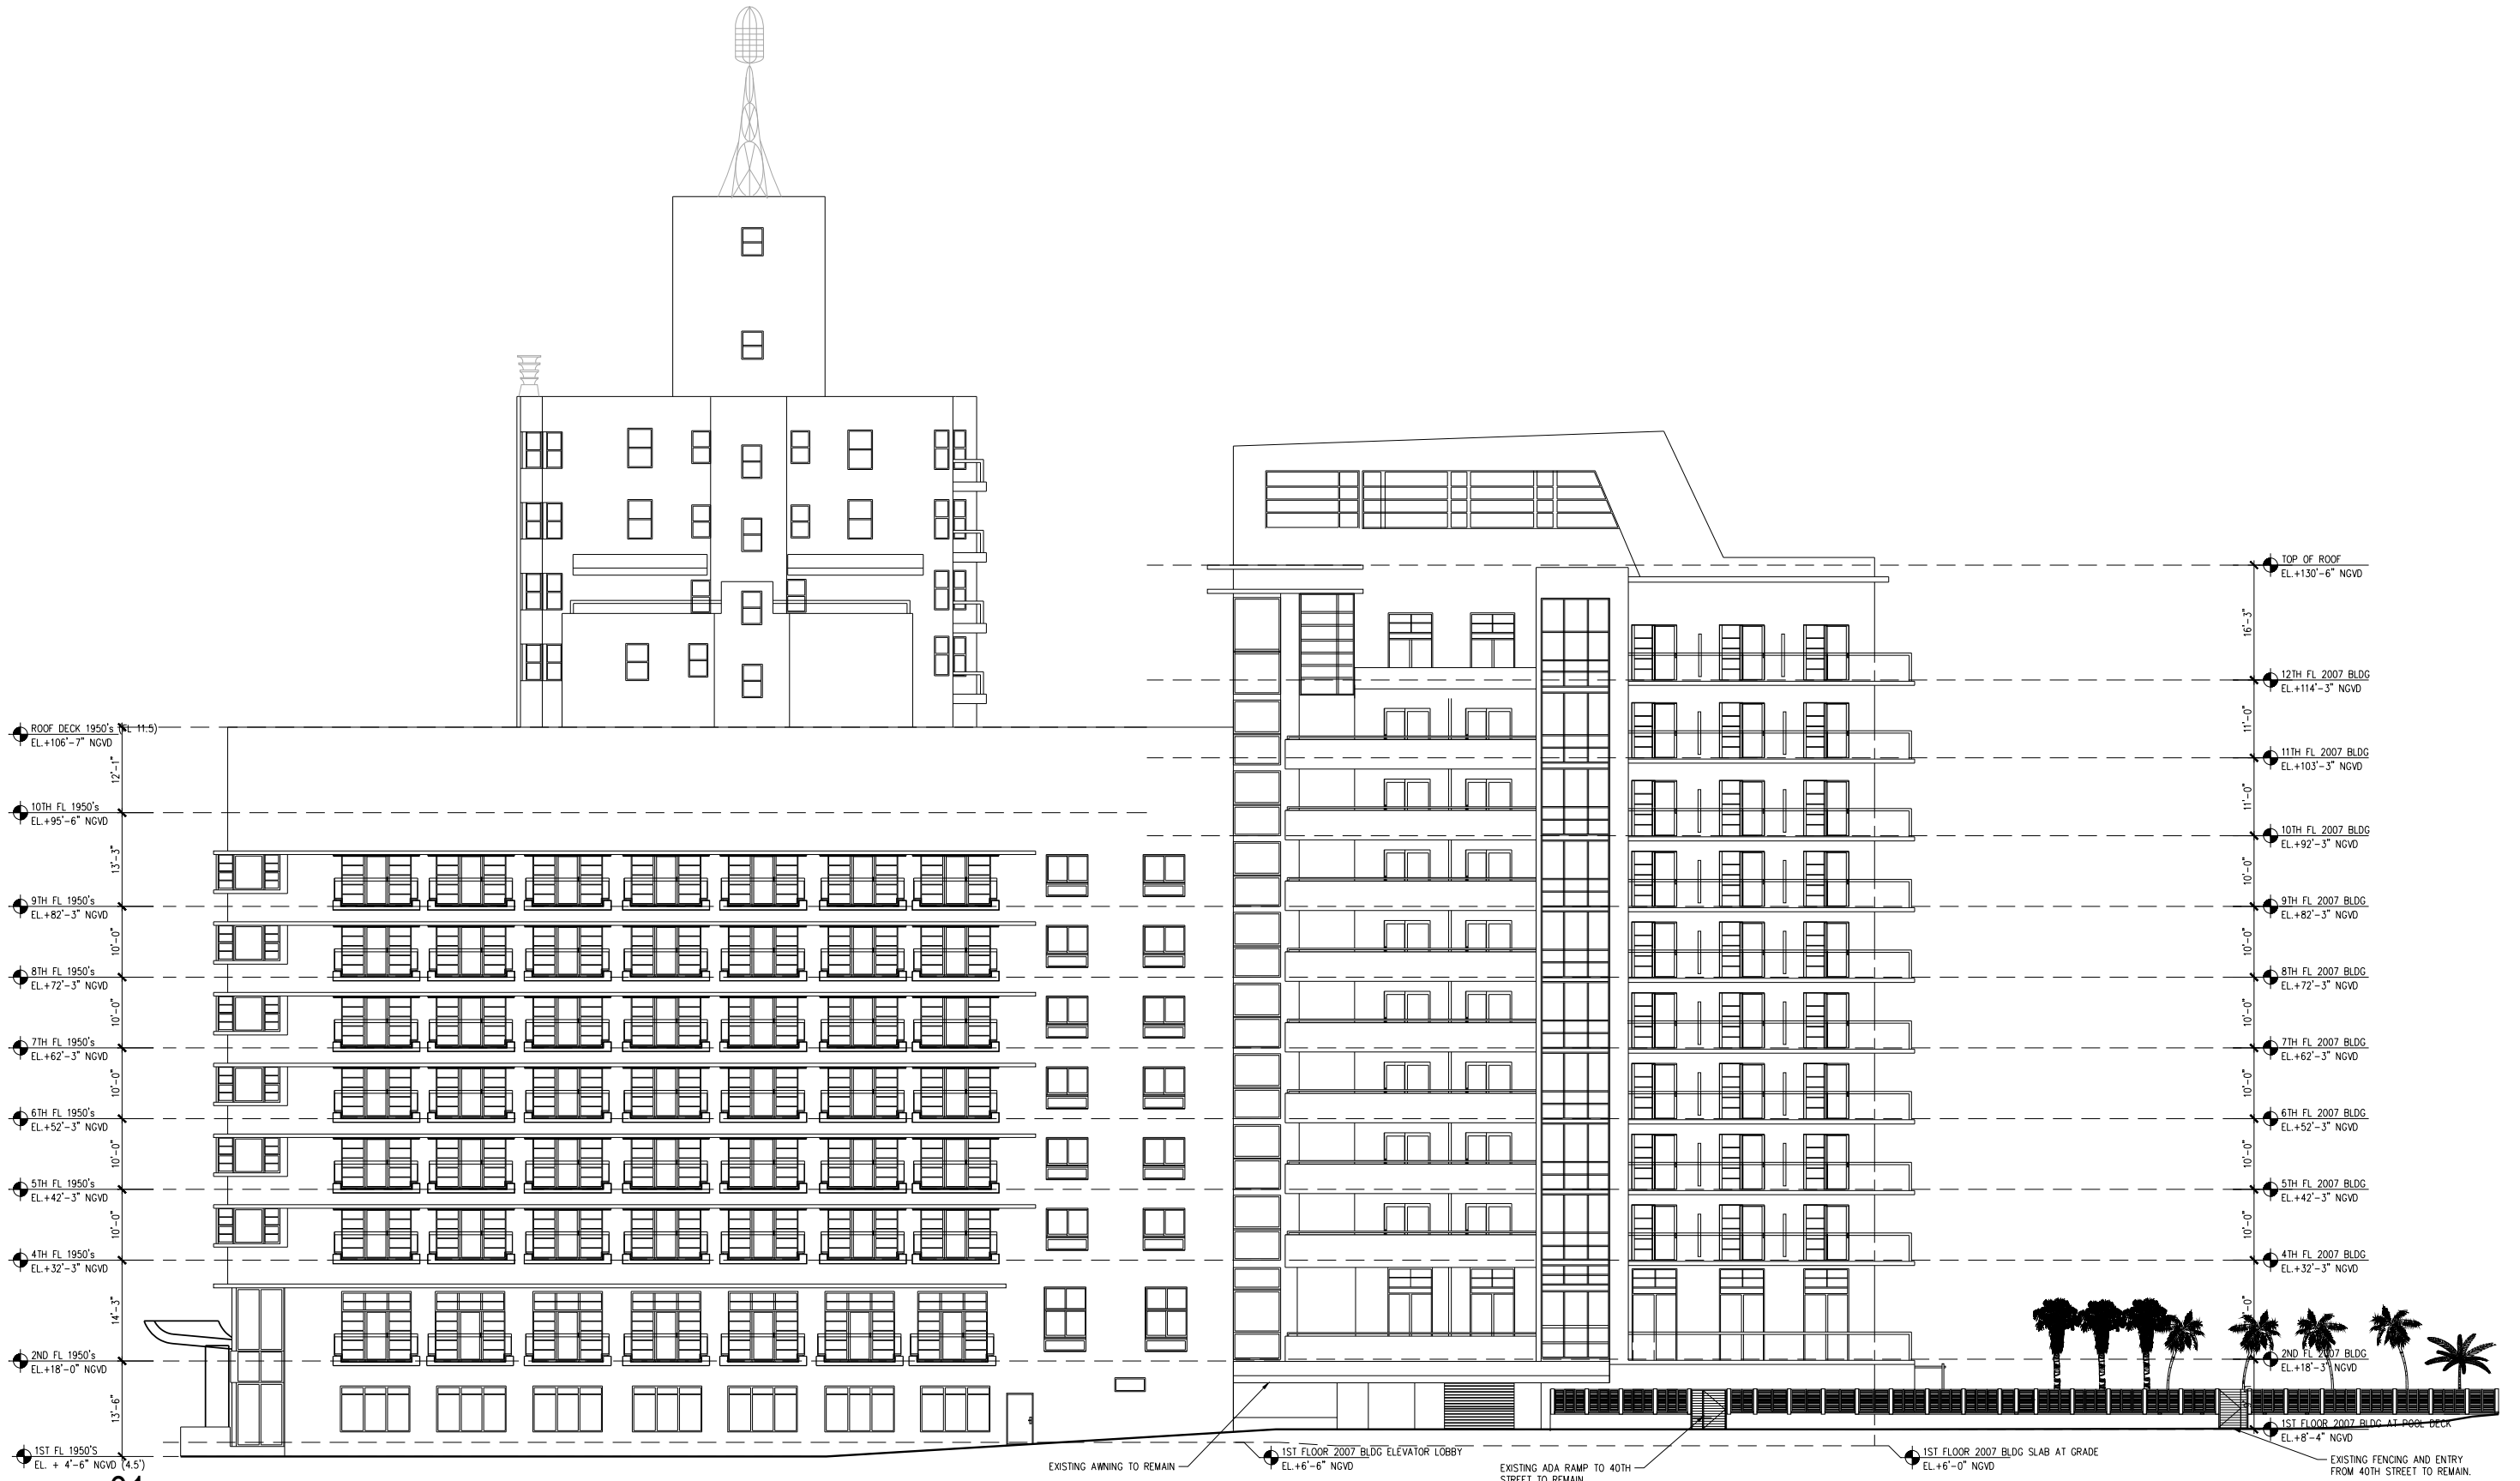 ROOF DECK 1950's (FL 11.5)
EL.+106'-7" NGVD
12'-1"
10TH FL 1950's
EL.+95'-6" NGVD
13'-3"
9TH FL 1950's
EL.+82'-3" NGVD
10'-0"
8TH FL 1950's
EL.+72'-3" NGVD
10'-0"
7TH FL 1950's
EL.+62'-3" NGVD
10'-0"
6TH FL 1950's
EL.+52'-3" NGVD
10'-0"
5TH FL 1950's
EL.+42'-3" NGVD
10'-0"
4TH FL 1950's
EL.+32'-3" NGVD
14'-3"
2ND FL 1950's
EL.+18'-0" NGVD
13'-6"
1ST FL 1950'S
EL. + 4'-6" NGVD (4.5')
EXISTING AWNING TO REMAIN
1ST FLOOR 2007 BLDG ELEVATOR LOBBY
EL.+6'-6" NGVD
EXISTING ADA RAMP TO 40TH
STREET TO REMAIN
1ST FLOOR 2007 BLDG SLAB AT GRADE
EL.+6'-0" NGVD
TOP OF ROOF
EL.+130'-6" NGVD
16'-3"
12TH FL 2007 BLDG
EL.+114'-3" NGVD
11'-0"
11TH FL 2007 BLDG
EL.+103'-3" NGVD
11'-0"
10TH FL 2007 BLDG
EL.+92'-3" NGVD
10'-0"
9TH FL 2007 BLDG
EL.+82'-3" NGVD
10'-0"
8TH FL 2007 BLDG
EL.+72'-3" NGVD
10'-0"
7TH FL 2007 BLDG
EL.+62'-3" NGVD
10'-0"
6TH FL 2007 BLDG
EL.+52'-3" NGVD
10'-0"
5TH FL 2007 BLDG
EL.+42'-3" NGVD
10'-0"
4TH FL 2007 BLDG
EL.+32'-3" NGVD
2ND FL 2007 BLDG
EL.+18'-3" NGVD
1ST FLOOR 2007 BLDG AT POOL DECK
EL.+8'-4" NGVD
EXISTING FENCING AND ENTRY
FROM 40TH STREET TO REMAIN.